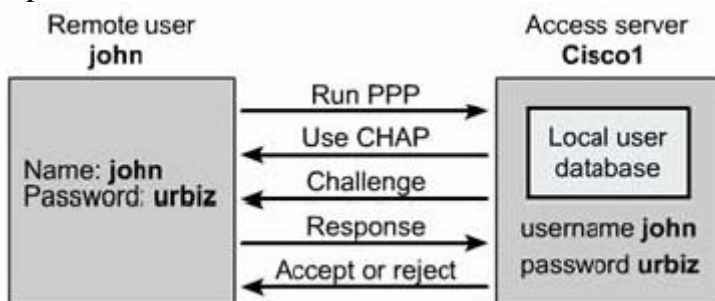 Remote user
john
Access server
Cisco1
Name: john
Password: urbiz
Run PPP
Use CHAP
Challenge
Response
Accept or reject
Local user
database
username john
password urbiz